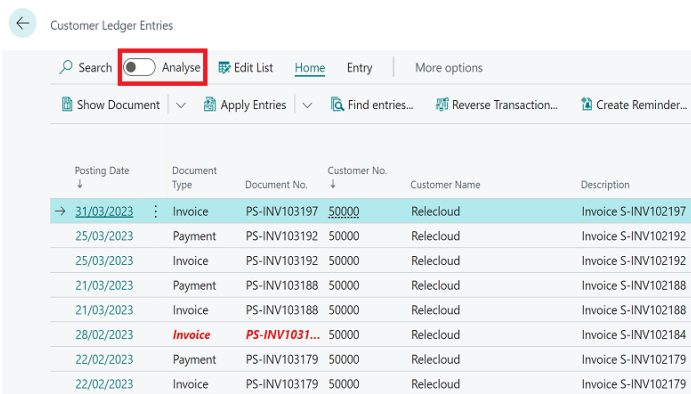 Customer Ledger Entries
Search Analyse Edit List Home Entry More options
Show Document Apply Entries Find entries... Reverse Transaction... Create Reminder...
Posting Date Document Type Document No. Customer No. Customer Name Description
31/03/2023 Invoice PS-INV103197 50000 Relecloud Invoice S-INV102197
25/03/2023 Payment PS-INV103192 50000 Relecloud Invoice S-INV102192
25/03/2023 Invoice PS-INV103192 50000 Relecloud Invoice S-INV102192
21/03/2023 Payment PS-INV103188 50000 Relecloud Invoice S-INV102188
21/03/2023 Invoice PS-INV103188 50000 Relecloud Invoice S-INV102188
28/02/2023 Invoice PS-INV1031... 50000 Relecloud Invoice S-INV102184
22/02/2023 Payment PS-INV103179 50000 Relecloud Invoice S-INV102179
22/02/2023 Invoice PS-INV103179 50000 Relecloud Invoice S-INV102179